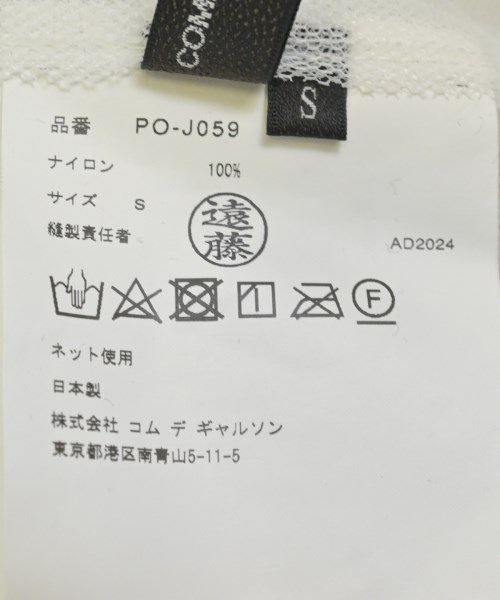 COM
S
品番 PO-J059
ナイロン 100%
サイズ S
縫製責任者 遠藤
AD2024
F
ネット使用
日本製
株式会社 コム デ ギャルソン
東京都港区南青山5-11-5